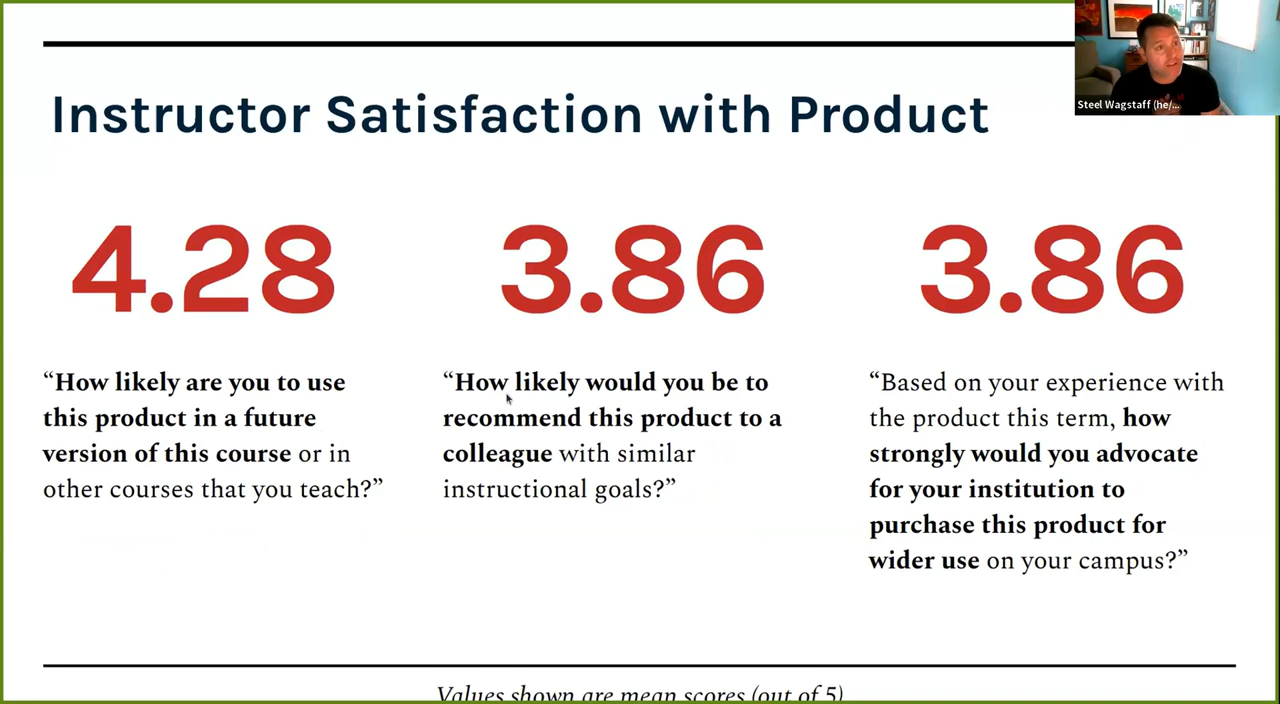 Instructor Satisfaction with Product
Steel Wagstaff (he/...
4.28
3.86
3.86
“How likely are you to use
this product in a future
version of this course or in
other courses that you teach?”
“How likely would you be to
recommend this product to a
colleague with similar
instructional goals?”
“Based on your experience with
the product this term, how
strongly would you advocate
for your institution to
purchase this product for
wider use on your campus?”
Values shown are mean scores (out of 5)